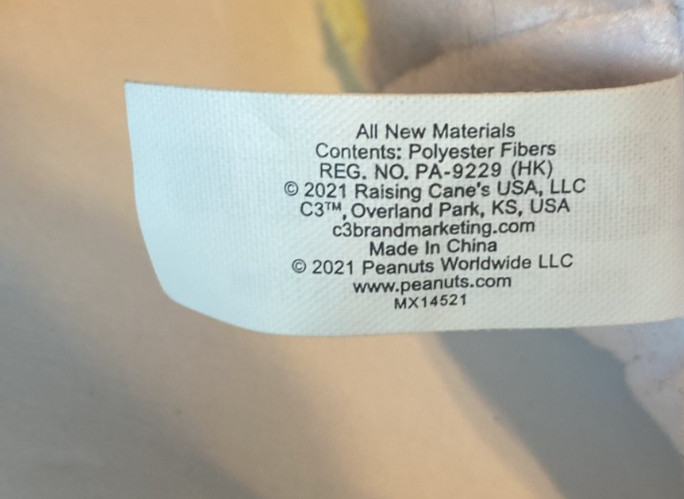 All New Materials
Contents: Polyester Fibers
REG. NO. PA-9229 (HK)
© 2021 Raising Cane's USA, LLC
C3™, Overland Park, KS, USA
c3brandmarketing.com
Made In China
© 2021 Peanuts Worldwide LLC
www.peanuts.com
MX14521